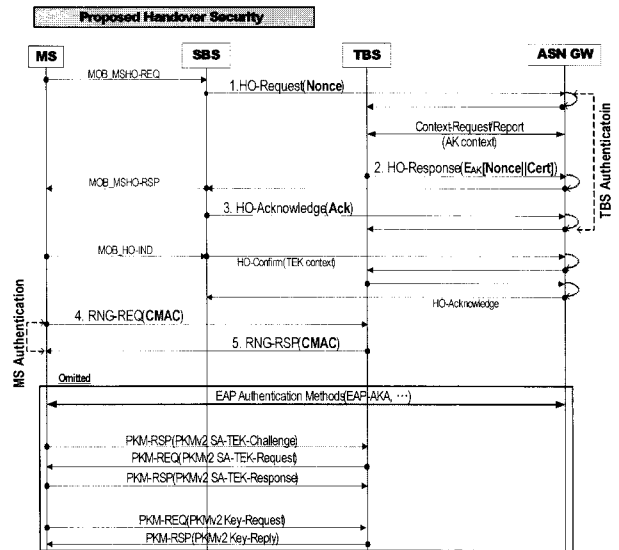 Proposed Handover Security
MS
SBS
TBS
ASN GW
MOB_MSHO-REQ
1.HO-Request(Nonce)
Context-Request/Report
(AK context)
TBS Authenticatoin
2. HO-Response(EAK[Nonce||Cert])
MOB_MSHO-RSP
3. HO-Acknowledge(Ack)
MOB_HO-IND
HO-Confirm(TEK context)
HO-Acknowledge
MS Authentication
4. RNG-REQ(CMAC)
5. RNG-RSP(CMAC)
Omitted
EAP Authentication Methods(EAP-AKA, ···)
PKM-RSP(PKMv2 SA-TEK-Challenge)
PKM-REQ(PKMv2 SA-TEK-Request)
PKM-RSP(PKMv2 SA-TEK-Response)
PKM-REQ(PKMv2 Key-Request)
PKM-RSP(PKMv2 Key-Reply)